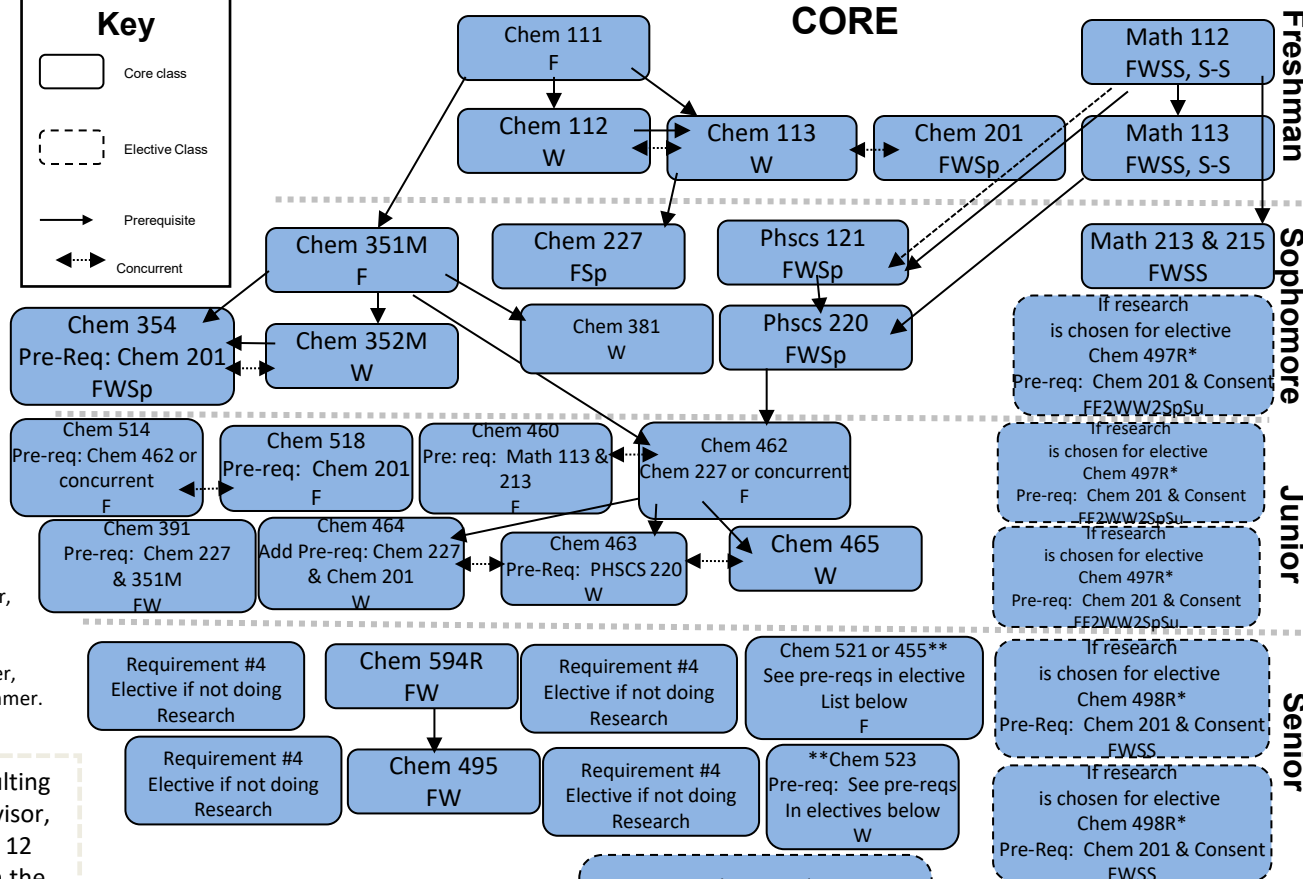 Key
Core class
Elective Class
Prerequisite
Concurrent
CORE
Freshman
Chem 111
F
Math 112
FWSS, S-S
Chem 112
W
Chem 113
W
Chem 201
FWSp
Math 113
FWSS, S-S
Sophomore
Chem 351M
F
Chem 227
FSp
Phscs 121
FWSp
Math 213 & 215
FWSS
Chem 354
Pre-Req: Chem 201
FWSp
Chem 352M
W
Chem 381
W
Phscs 220
FWSp
If research
is chosen for elective
Chem 497R*
Pre-req: Chem 201 & Consent
FF2WW2SpSu
Junior
Chem 514
Pre-req: Chem 462 or
concurrent
F
Chem 518
Pre-req: Chem 201
F
Chem 460
Pre: req: Math 113 &
213
F
Chem 462
Chem 227 or concurrent
F
If research
is chosen for elective
Chem 497R*
Pre-req: Chem 201 & Consent
FF2WW2SpSu
Chem 391
Pre-req: Chem 227
& 351M
FW
Chem 464
Add Pre-req: Chem 227
& Chem 201
W
Chem 463
Pre-Req: PHSCS 220
W
Chem 465
W
If research
is chosen for elective
Chem 497R*
Pre-req: Chem 201 & Consent
FF2WW2SpSu
Senior
Requirement #4
Elective if not doing
Research
Chem 594R
FW
Requirement #4
Elective if not doing
Research
Chem 521 or 455**
See pre-reqs in elective
List below
F
If research
is chosen for elective
Chem 498R*
Pre-Req: Chem 201 & Consent
FWSS
Requirement #4
Elective if not doing
Research
Chem 495
FW
Requirement #4
Elective if not doing
Research
**Chem 523
Pre-req: See pre-reqs
In electives below
W
If research
is chosen for elective
Chem 498R*
Pre-Req: Chem 201 & Consent
FWSS
12